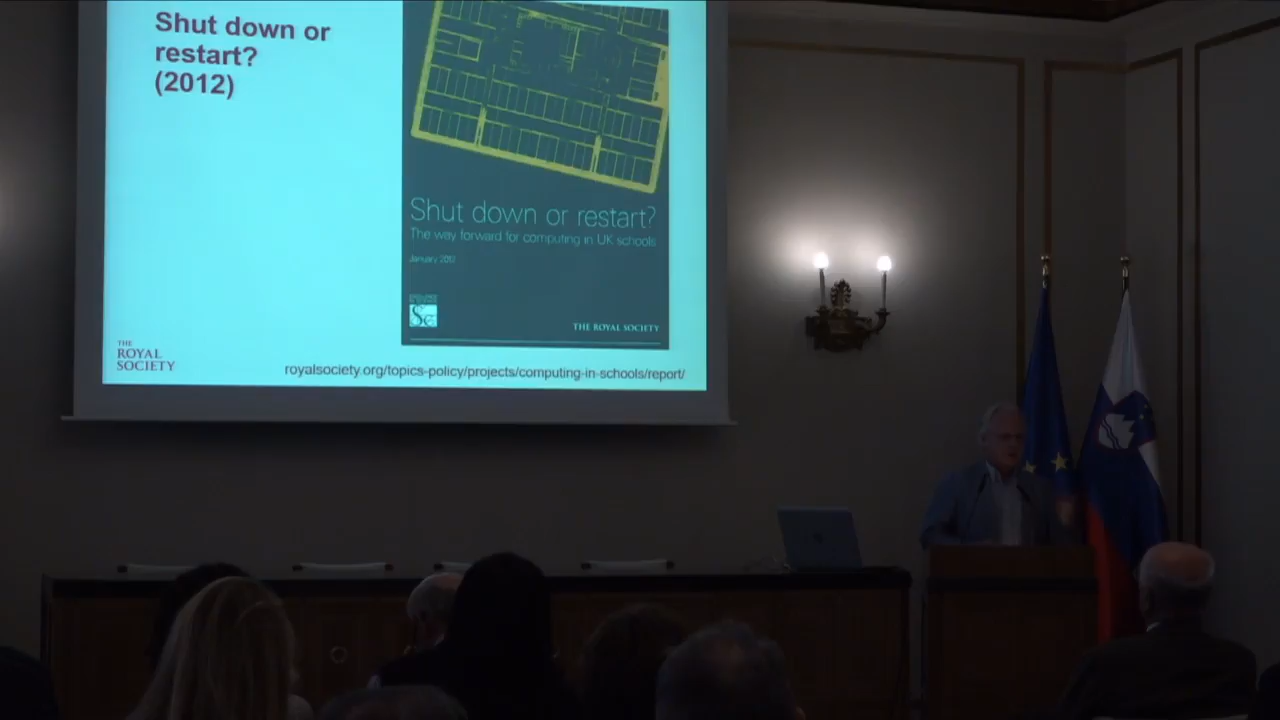 Shut down or
restart?
(2012)
Shut down or restart?
The way forward for computing in UK schools
January 2012
THE ROYAL SOCIETY
THE
ROYAL
SOCIETY
royalsociety.org/topics-policy/projects/computing-in-schools/report/